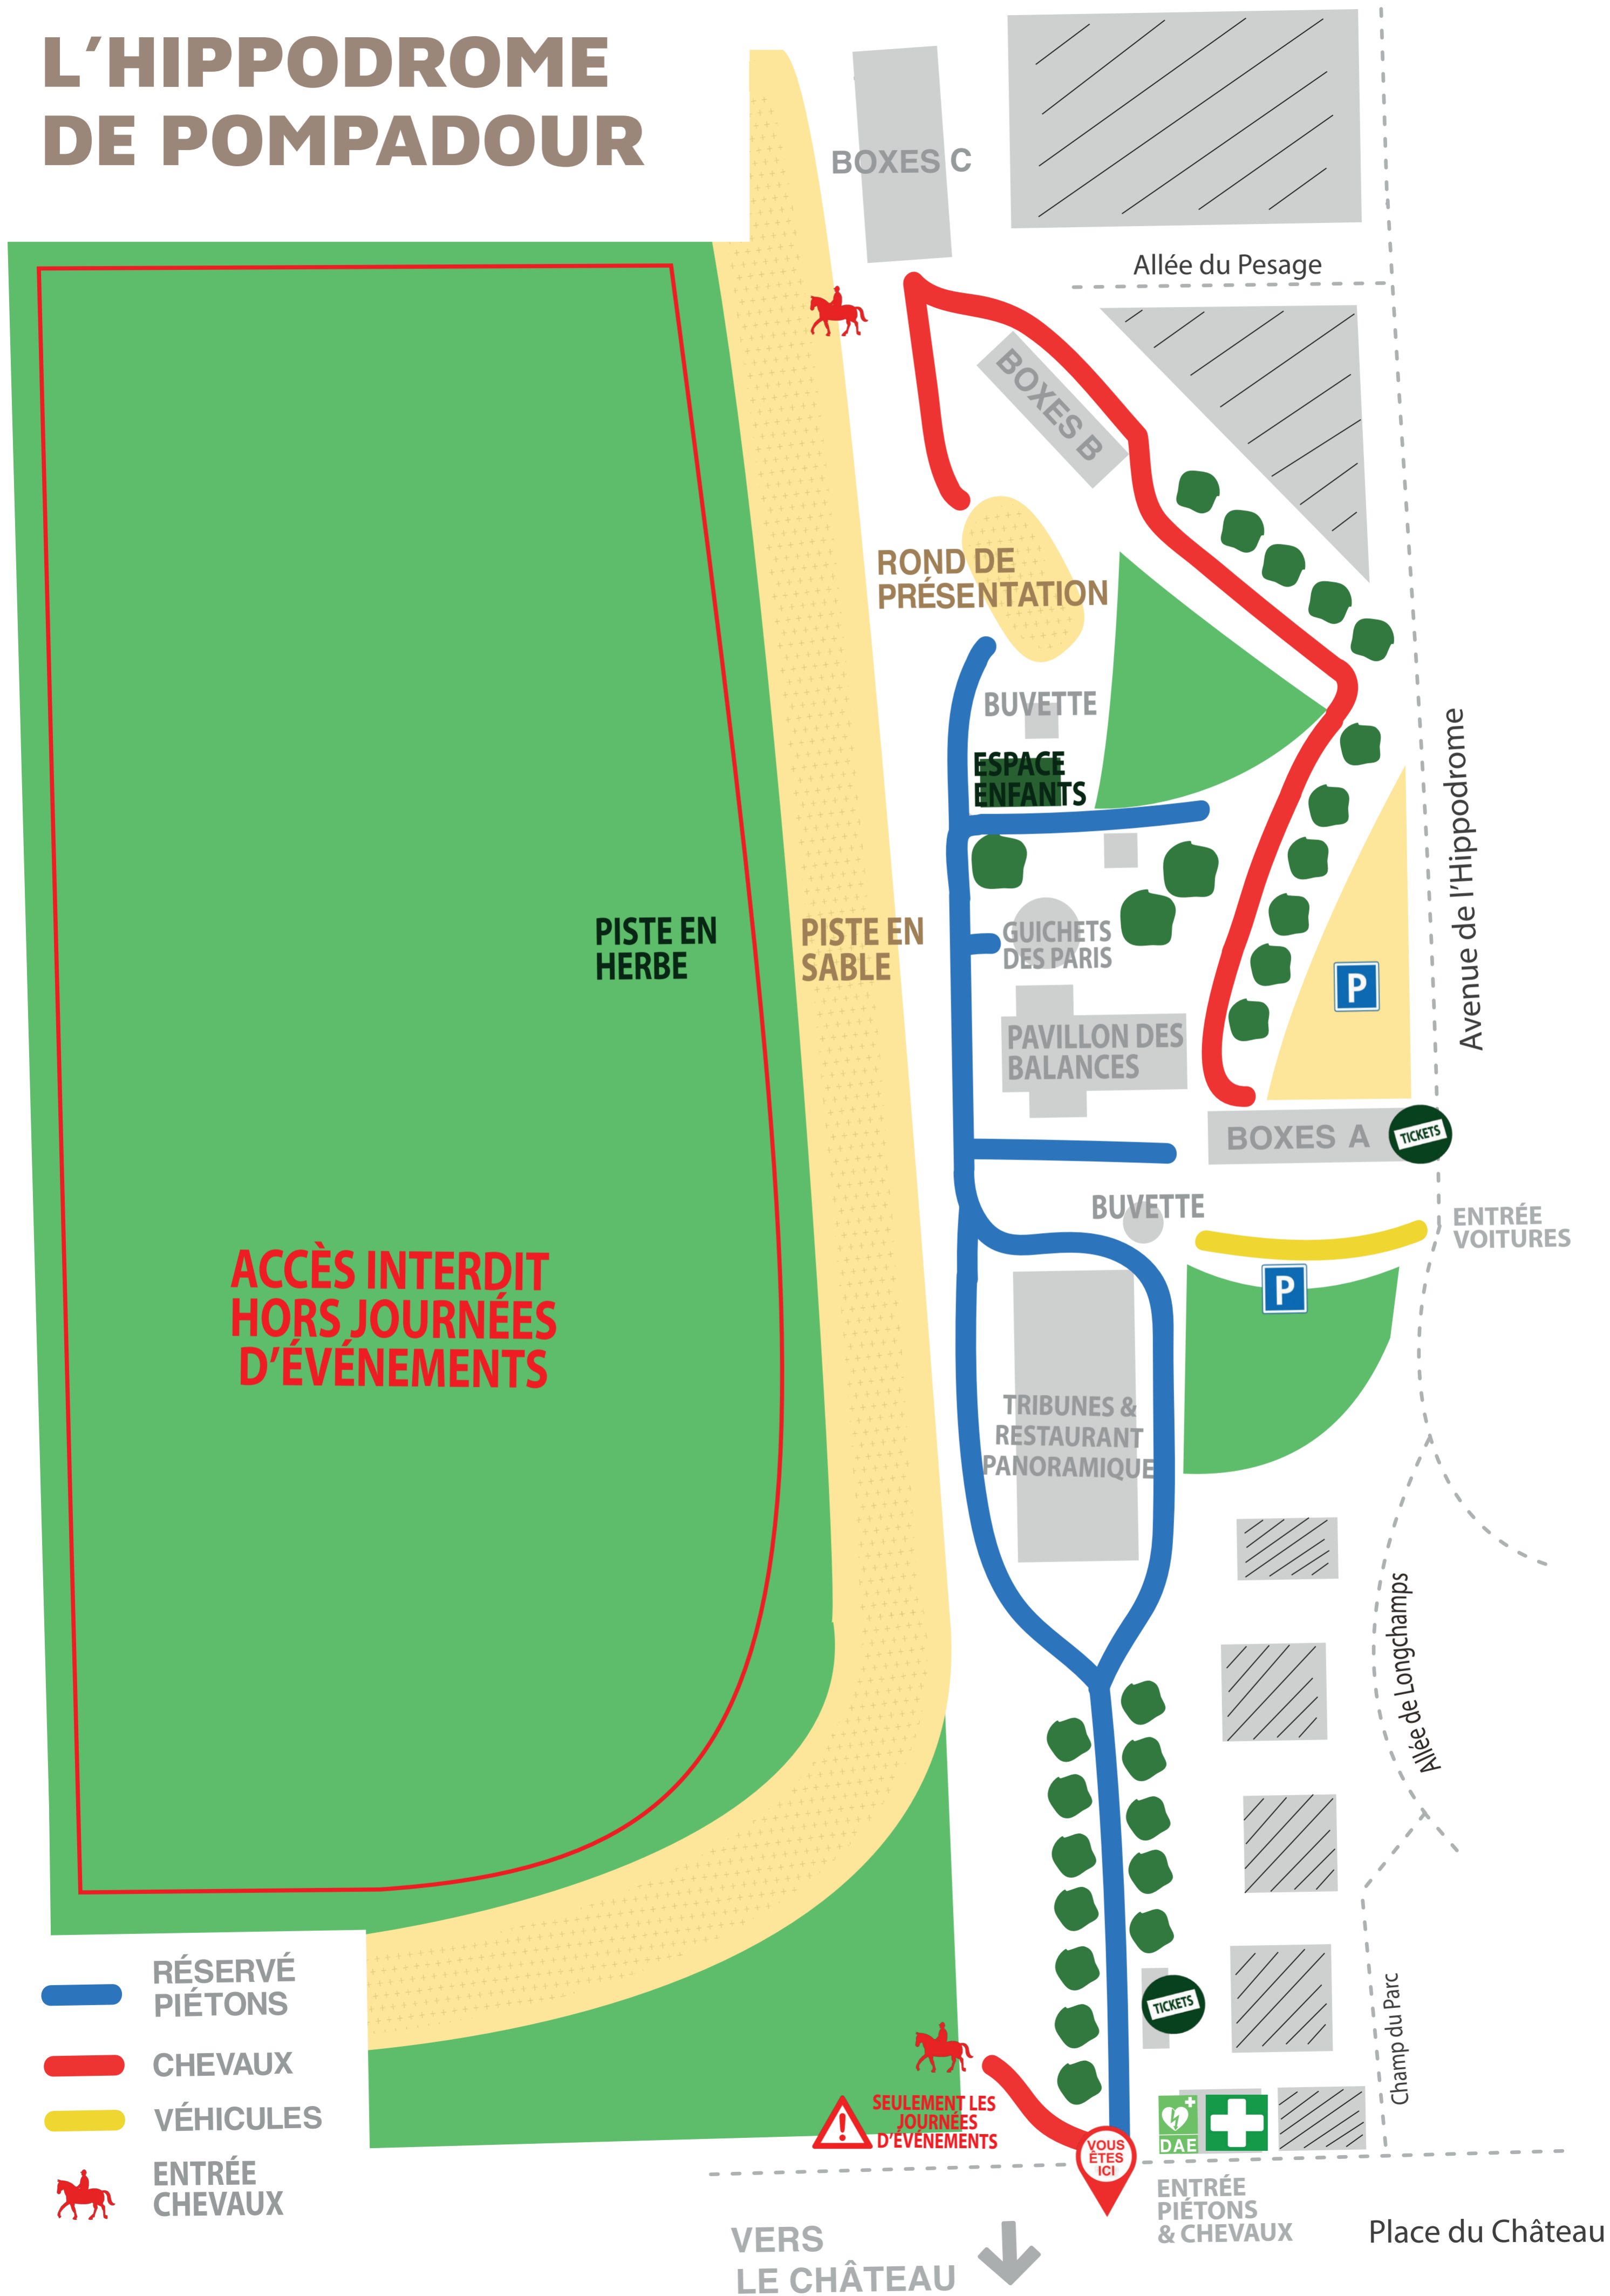 L'HIPPODROME
DE POMPADOUR
BOXES C
Allée du Pesage
BOXES B
ROND DE
PRÉSENTATION
BUVETTE
ESPACE
ENFANTS
Avenue de l'Hippodrome
PISTE EN
HERBE
PISTE EN
SABLE
GUICHETS
DES PARIS
P
PAVILLON DES
BALANCES
BOXES A
TICKETS
BUVETTE
ENTRÉE
VOITURES
P
ACCÈS INTERDIT
HORS JOURNÉES
D'ÉVÉNEMENTS
TRIBUNES &
RESTAURANT
PANORAMIQUE
Allée de Longchamps
RÉSERVÉ
PIÉTONS
CHEVAUX
VÉHICULES
ENTRÉE
CHEVAUX
TICKETS
Champ du Parc
SEULEMENT LES
JOURNÉES
D'ÉVÉNEMENTS
!
VOUS
ÊTES
ICI
DAE
ENTRÉE
PIÉTONS
& CHEVAUX
Place du Château
VERS
LE CHÂTEAU